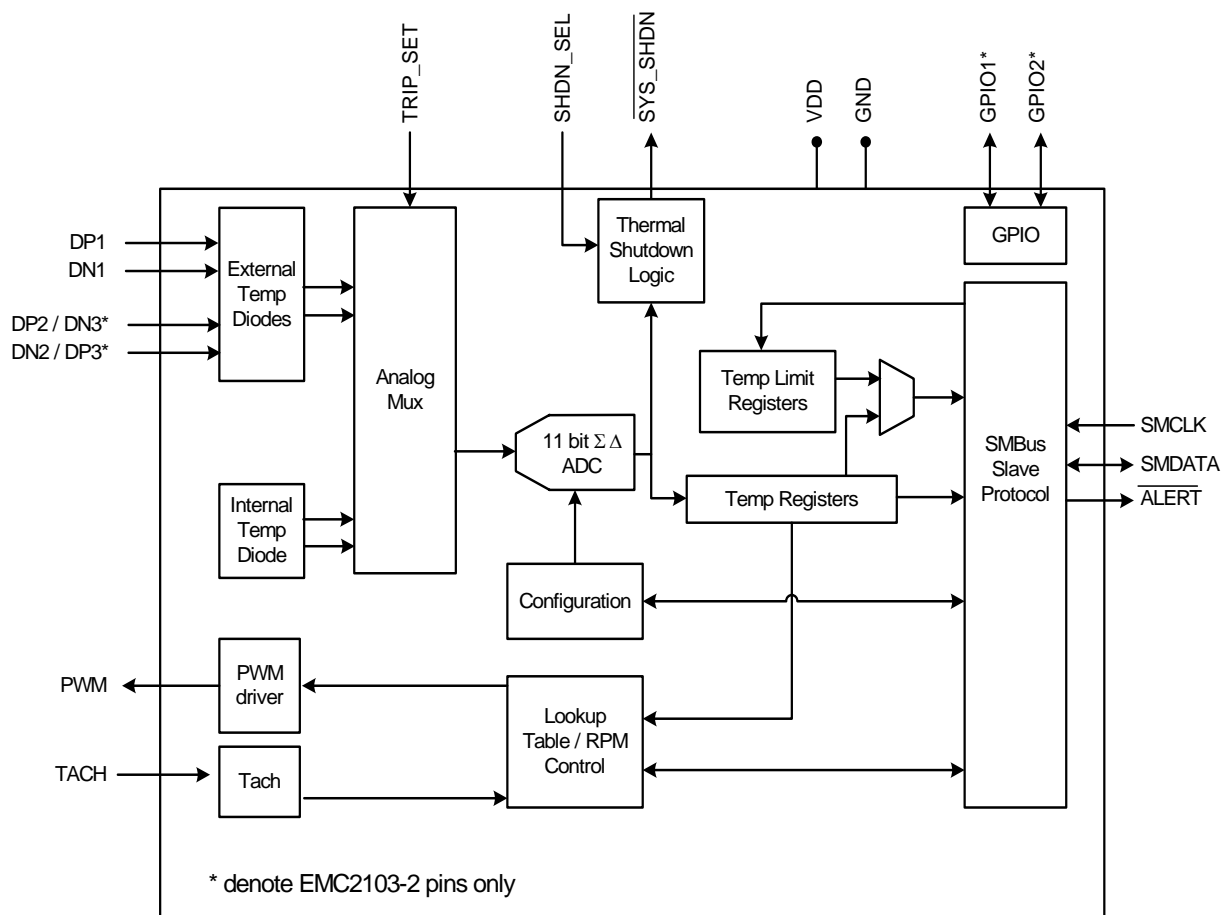 TRIP_SET
SHDN_SEL
SYS_SHDN
VDD
GND
GPIO1*
GPIO2*
DP1
DN1
DP2 / DN3*
DN2 / DP3*
External
Temp
Diodes
Analog
Mux
Thermal
Shutdown
Logic
GPIO
Temp Limit
Registers
11 bit Σ Δ
ADC
Temp Registers
SMBus
Slave
Protocol
SMCLK
SMDATA
ALERT
Internal
Temp
Diode
Configuration
PWM
PWM
driver
Lookup
Table / RPM
Control
TACH
Tach
* denote EMC2103-2 pins only